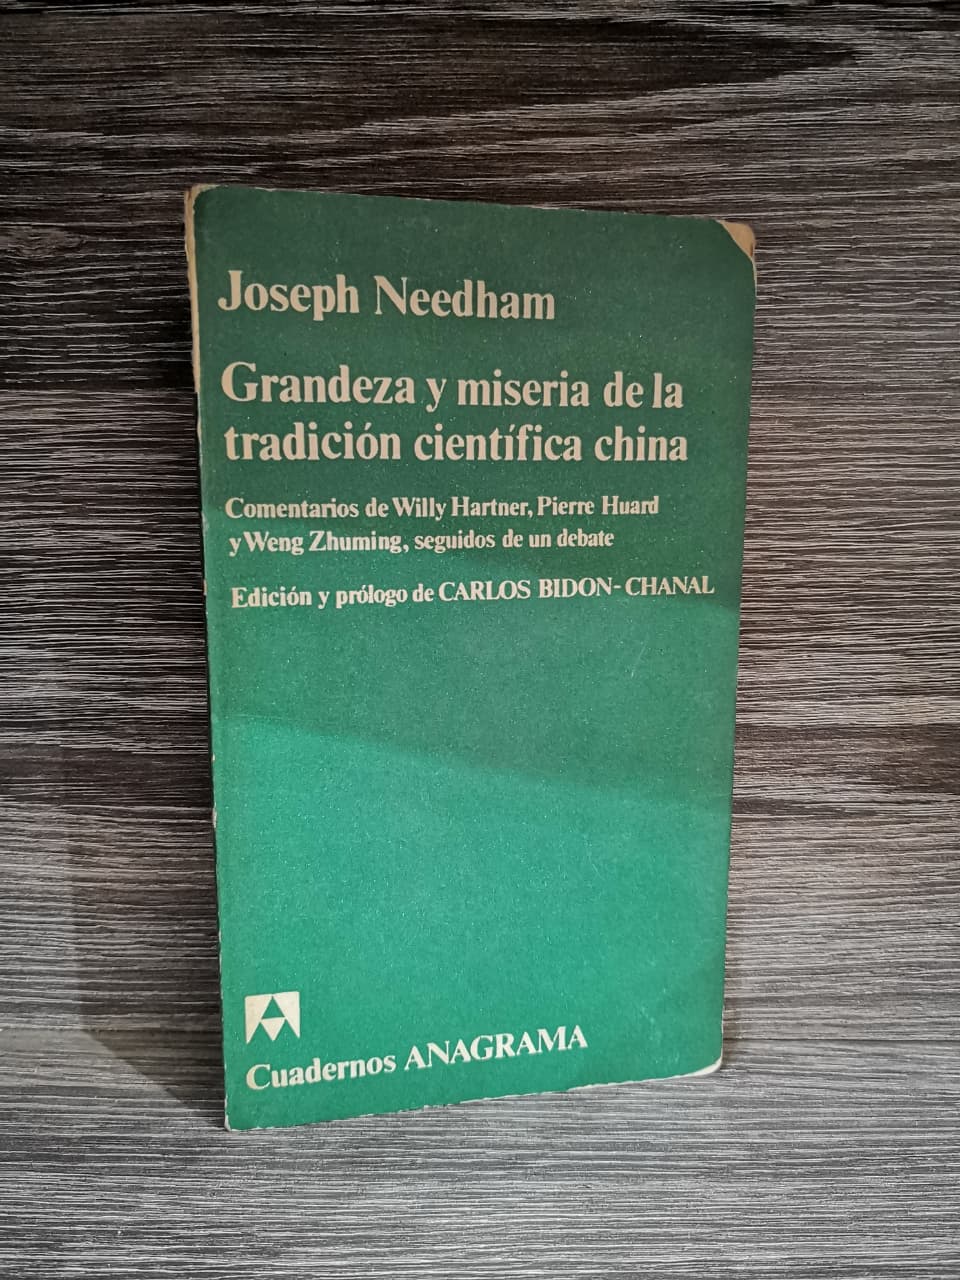 Joseph Needham
Grandeza y miseria de la
tradición científica china
Comentarios de Willy Hartner, Pierre Huard
y Weng Zhuming, seguidos de un debate
Edición y prólogo de CARLOS BIDON-CHANAL
Cuadernos ANAGRAMA